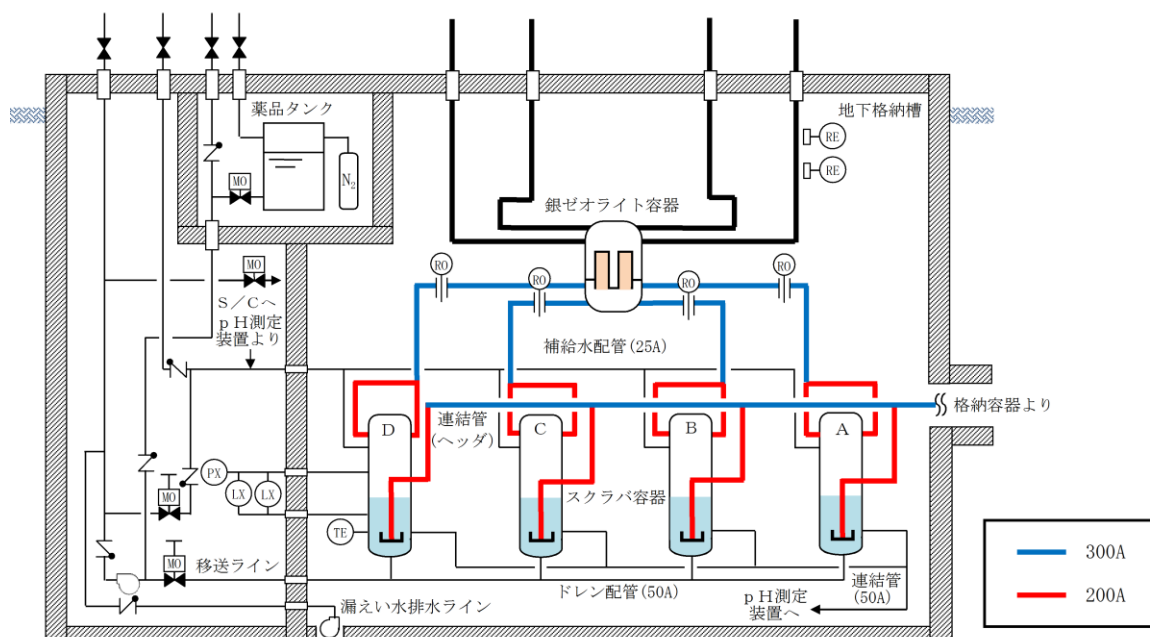 薬品タンク
地下格納槽
RE
MO
N₂
RE
銀ゼオライト容器
MO
RO
RO
RO
RO
S/Cへ
pH測定
装置より
補給水配管(25A)
格納容器より
D
連結管
(ヘッダ)
C
B
A
PX
LX
LX
MO
スクラバ容器
TE
MO
移送ライン
ドレン配管(50A)
連結管
(50A)
pH測定
装置へ
漏えい水排水ライン
300A
200A